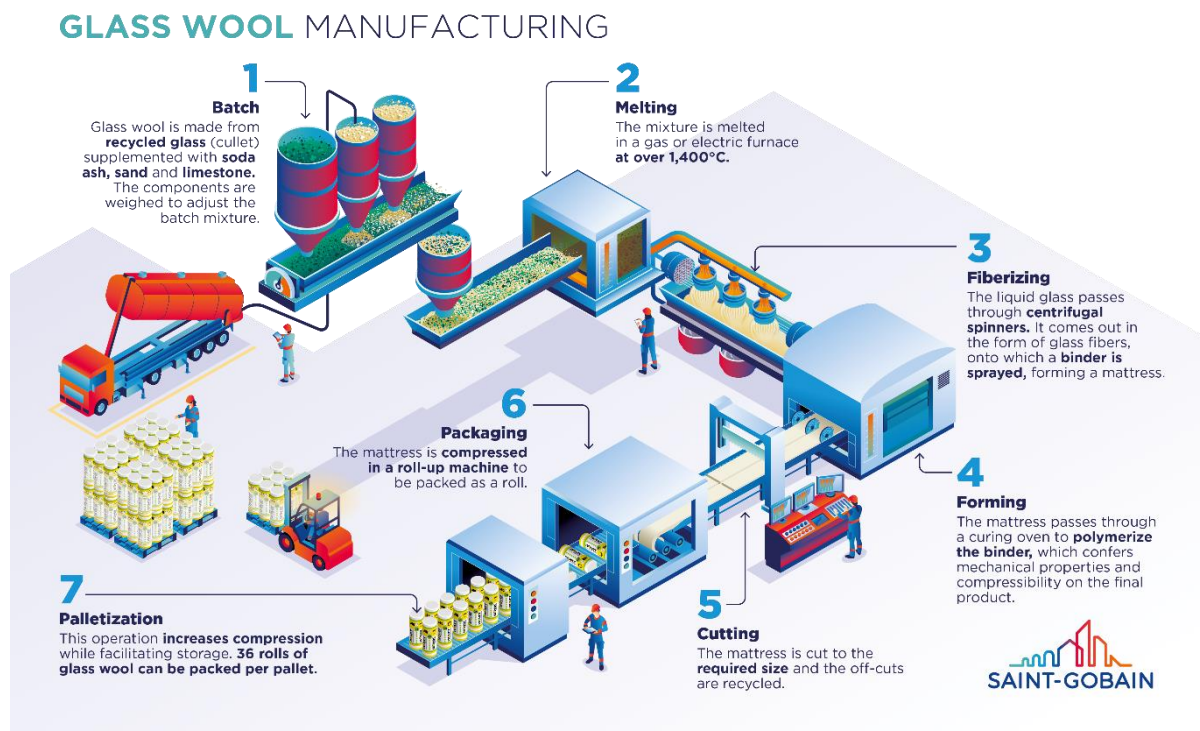 GLASS WOOL MANUFACTURING
1
Batch
Glass wool is made from
recycled glass (cullet)
supplemented with soda
ash, sand and limestone.
The components are
weighed to adjust the
batch mixture.
2
Melting
The mixture is melted
in a gas or electric furnace
at over 1,400°C.
3
Fiberizing
The liquid glass passes
through centrifugal
spinners. It comes out in
the form of glass fibers,
onto which a binder is
sprayed, forming a mattress.
4
Forming
The mattress passes through
a curing oven to polymerize
the binder, which confers
mechanical properties and
compressibility on the final
product.
5
Cutting
The mattress is cut to the
required size and the off-cuts
are recycled.
6
Packaging
The mattress is compressed
in a roll-up machine to
be packed as a roll.
7
Palletization
This operation increases compression
while facilitating storage. 36 rolls of
glass wool can be packed per pallet.
SAINT-GOBAIN